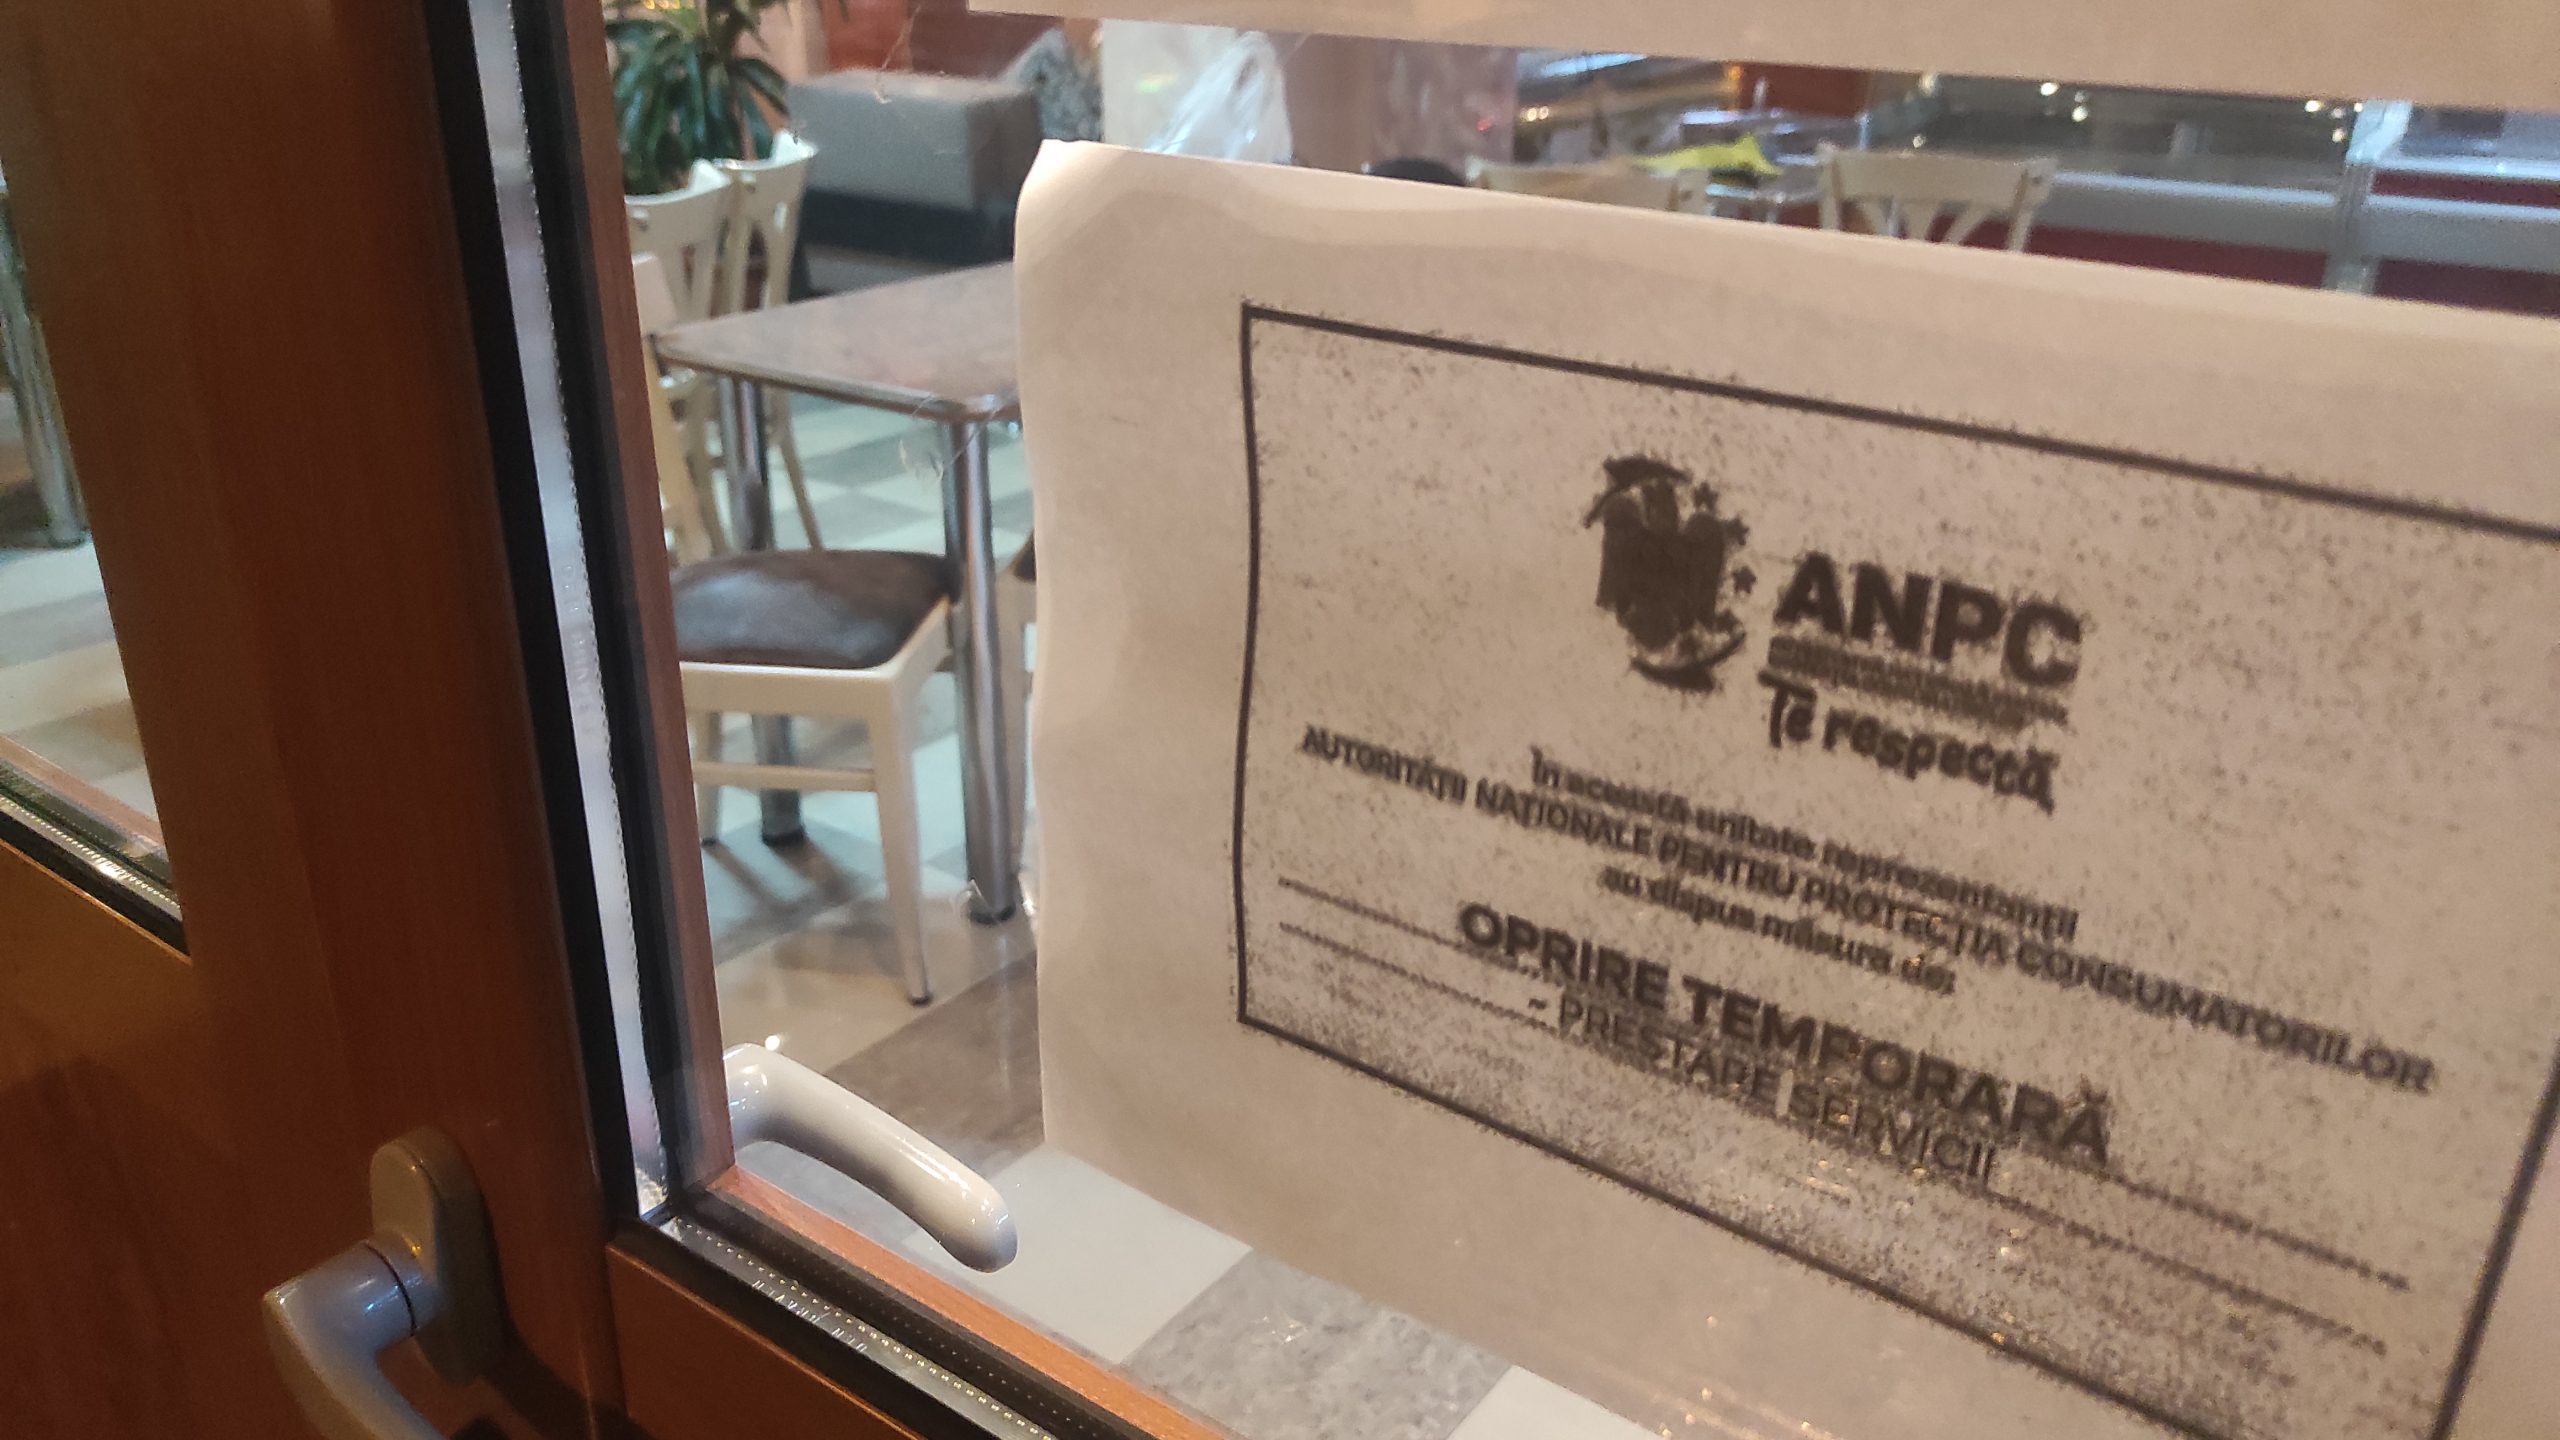 ANPC
Te respectă
În această unitate reprezentanții
AUTORITĂȚII NAȚIONALE PENTRU PROTECȚIA CONSUMATORILOR
au dispus măsura de:
OPRIRE TEMPORARĂ
- PRESTARE SERVICII